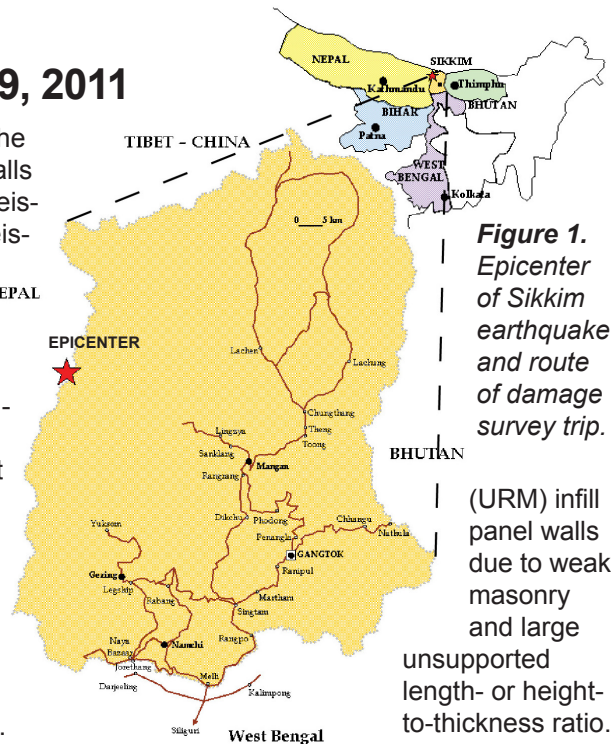 9, 2011
ne
alls
eis-
eis-
-
t
.
NEPAL
SIKKIM
Kathmandu
Thimphu
BHUTAN
BIHAR
Patna
WEST
BENGAL
Kolkata
TIBET - CHINA
0 5 km
EPAL
EPICENTER
Lachen
Lachung
Chungthang
Theng
Toong
Lingzya
Sanklang
Mangan
Rangrang
BHUTAN
Dikchu
Phodong
Penangla
Chhangu
Nathula
GANGTOK
Ranipul
Yuksom
Gezing
Legship
Rabang
Martham
Singtam
Naya
Bazaar
Namchi
Rangpo
Jorethang
Melli
Darjeeling
Kalimpong
Siliguri
West Bengal
Figure 1.
Epicenter
of Sikkim
earthquake
and route
of damage
survey trip.
(URM) infill
panel walls
due to weak
masonry
and large
unsupported
length- or height-
to-thickness ratio.